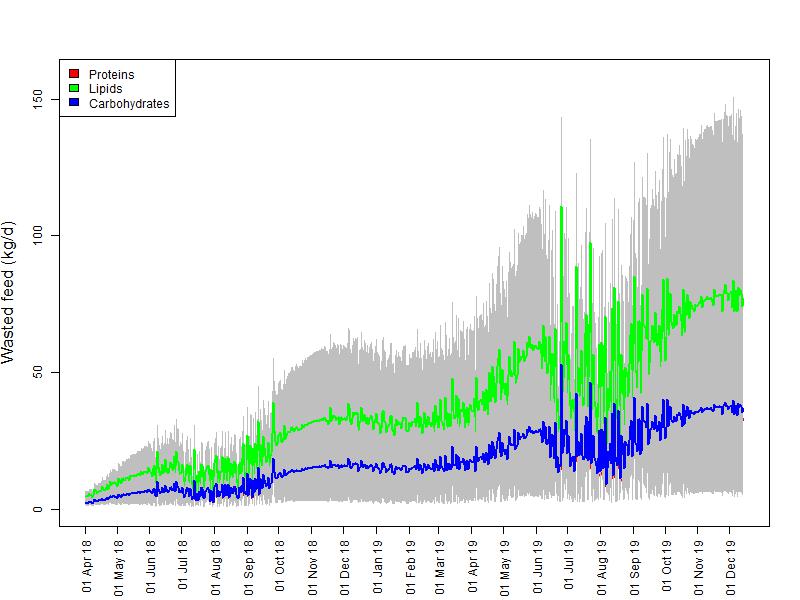 Proteins
Lipids
Carbohydrates
Wasted feed (kg/d)
150
100
50
0
01 Apr 18
01 May 18
01 Jun 18
01 Jul 18
01 Aug 18
01 Sep 18
01 Oct 18
01 Nov 18
01 Dec 18
01 Jan 19
01 Feb 19
01 Mar 19
01 Apr 19
01 May 19
01 Jun 19
01 Jul 19
01 Aug 19
01 Sep 19
01 Oct 19
01 Nov 19
01 Dec 19